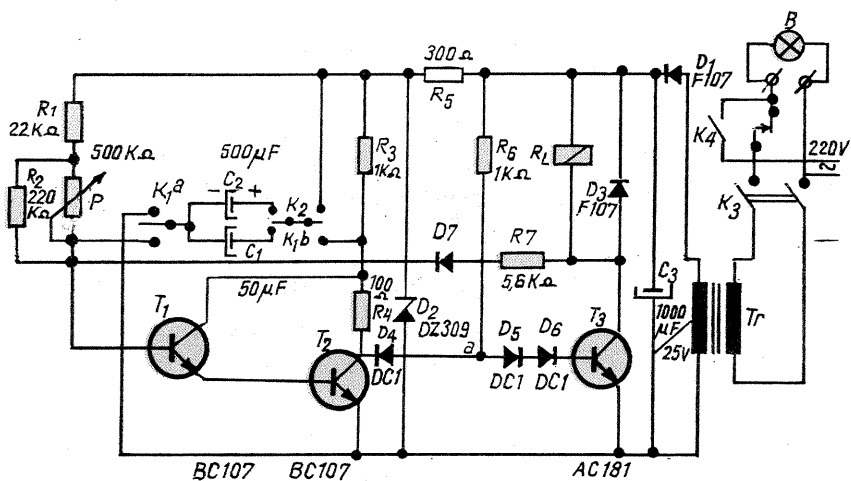 B
300Ω
R5
D1
F107
R1
22KΩ
500KΩ
500µF
R2
220
KΩ
P
K1a
C2
- +
K2
K1b
C1
50µF
R3
1KΩ
R6
1KΩ
RL
D3
F107
K4
220V
K3
D7
R7
5,6KΩ
100
Ω
R4
D2
DZ309
C3
1000
µF
25V
Tr
T1
T2
D4
DC1
a
D5
DC1
D6
DC1
T3
BC107
BC107
AC181